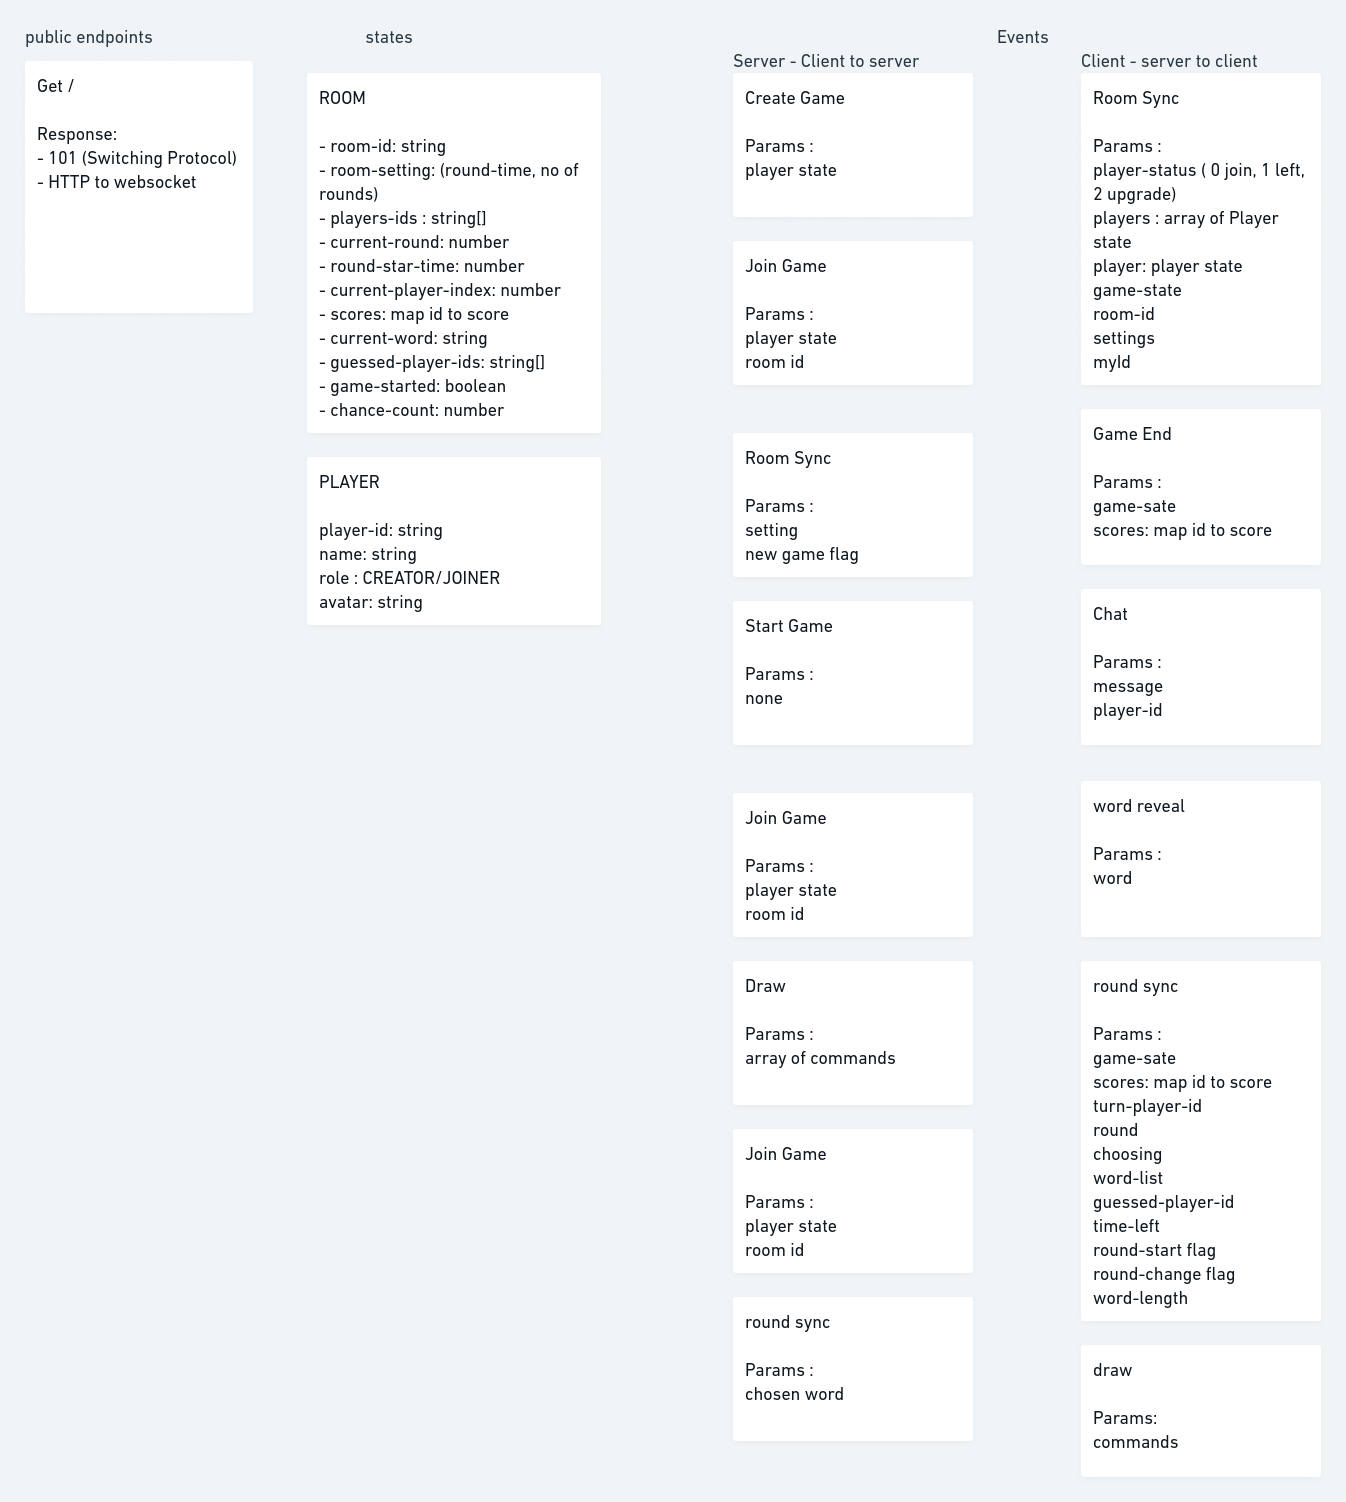 public endpoints
Get /
Response:
- 101 (Switching Protocol)
- HTTP to websocket
states
ROOM
- room-id: string
- room-setting: (round-time, no of
rounds)
- players-ids : string[]
- current-round: number
- round-star-time: number
- current-player-index: number
- scores: map id to score
- current-word: string
- guessed-player-ids: string[]
- game-started: boolean
- chance-count: number
PLAYER
player-id: string
name: string
role : CREATOR/JOINER
avatar: string
Events
Server - Client to server
Create Game
Params :
player state
Join Game
Params :
player state
room id
Room Sync
Params :
setting
new game flag
Start Game
Params :
none
Join Game
Params :
player state
room id
Draw
Params :
array of commands
Join Game
Params :
player state
room id
round sync
Params :
chosen word
Client - server to client
Room Sync
Params :
player-status ( 0 join, 1 left,
2 upgrade)
players : array of Player
state
player: player state
game-state
room-id
settings
myId
Game End
Params :
game-sate
scores: map id to score
Chat
Params :
message
player-id
word reveal
Params :
word
round sync
Params :
game-sate
scores: map id to score
turn-player-id
round
choosing
word-list
guessed-player-id
time-left
round-start flag
round-change flag
word-length
draw
Params:
commands